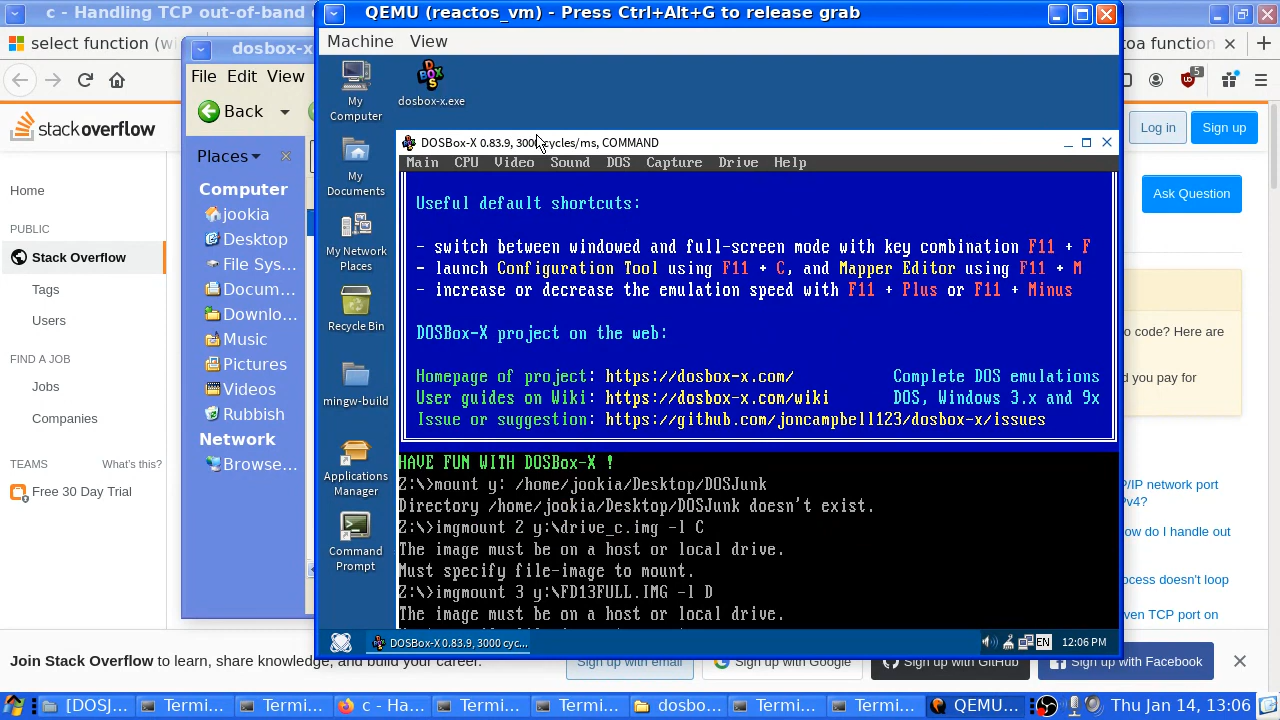 c - Handling TCP out-of-band d
QEMU (reactos_vm) - Press Ctrl+Alt+G to release grab
select function (wi
dosbox-x
Machine View
toa function
File Edit View
My Computer
dosbox-x.exe
5
Back
stackoverflow
Log in
Sign up
DOSBox-X 0.83.9, 3000 cycles/ms, COMMAND
Main CPU Video Sound DOS Capture Drive Help
Places
My Documents
Home
Computer
Ask Question
Useful default shortcuts:
jookia
PUBLIC
Desktop
- switch between windowed and full-screen mode with key combination F11 + F
My Network Places
Stack Overflow
File Sys...
- launch Configuration Tool using F11 + C, and Mapper Editor using F11 + M
Tags
Docum...
- increase or decrease the emulation speed with F11 + Plus or F11 + Minus
Users
Downlo...
Recycle Bin
DOSBox-X project on the web:
o code? Here are
Music
FIND A JOB
Pictures
Homepage of project: https://dosbox-x.com/ Complete DOS emulations
d you pay for
Jobs
Videos
mingw-build
User guides on Wiki: https://dosbox-x.com/wiki DOS, Windows 3.x and 9x
Companies
Rubbish
Issue or suggestion: https://github.com/joncampbell123/dosbox-x/issues
Network
TEAMS What's this?
Browse...
HAVE FUN WITH DOSBox-X !
Applications Manager
Free 30 Day Trial
Z:\>mount y: /home/jookia/Desktop/DOSJunk
P/IP network port
Pv4?
Directory /home/jookia/Desktop/DOSJunk doesn't exist.
Z:\>imgmount 2 y:\drive_c.img -l C
ow do I handle out
The image must be on a host or local drive.
Command Prompt
Must specify file-image to mount.
ocess doesn't loop
Z:\>imgmount 3 y:\FD13FULL.IMG -l D
The image must be on a host or local drive.
ven TCP port on
DOSBox-X 0.83.9, 3000 cyc...
EN
12:06 PM
Join Stack Overflow to learn, share knowledge, and build your career.
Sign up with email
Sign up with Google
Sign up with GitHub
Sign up with Facebook
[DOSJ...
Termi...
Termi...
c - Ha...
Termi...
Termi...
dosbo...
Termi...
Termi...
QEMU...
Thu Jan 14, 13:06